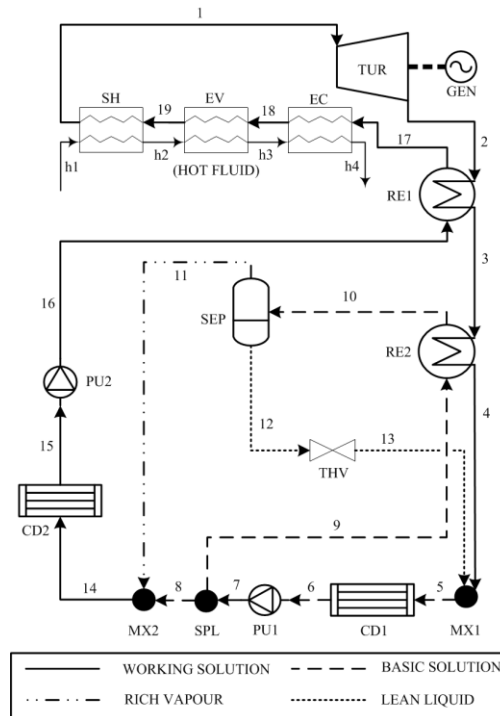 1
TUR
GEN
SH
19
EV
18
EC
17
2
h1
h2
h3
h4
(HOT FLUID)
RE1
3
16
11
10
SEP
RE2
PU2
4
12
13
15
THV
9
CD2
14
8
7
6
5
MX2
SPL
PU1
CD1
MX1
WORKING SOLUTION
BASIC SOLUTION
RICH VAPOUR
LEAN LIQUID